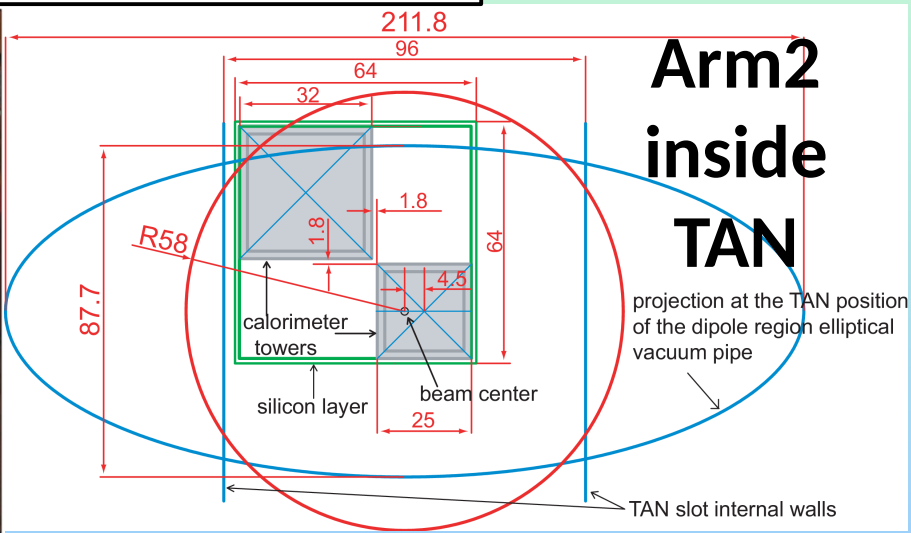 211.8
96
64
32
Arm2
inside
TAN
1.8
1.8
64
R58
4.5
87.7
calorimeter
towers
projection at the TAN position
of the dipole region elliptical
vacuum pipe
silicon layer
beam center
25
TAN slot internal walls